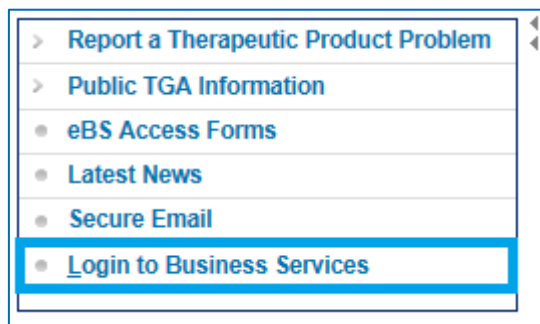 Report a Therapeutic Product Problem
Public TGA Information
eBS Access Forms
Latest News
Secure Email
Login to Business Services